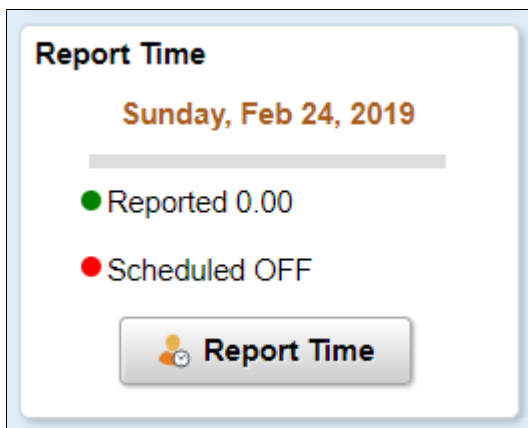 Report Time
Sunday, Feb 24, 2019
Reported 0.00
Scheduled OFF
Report Time